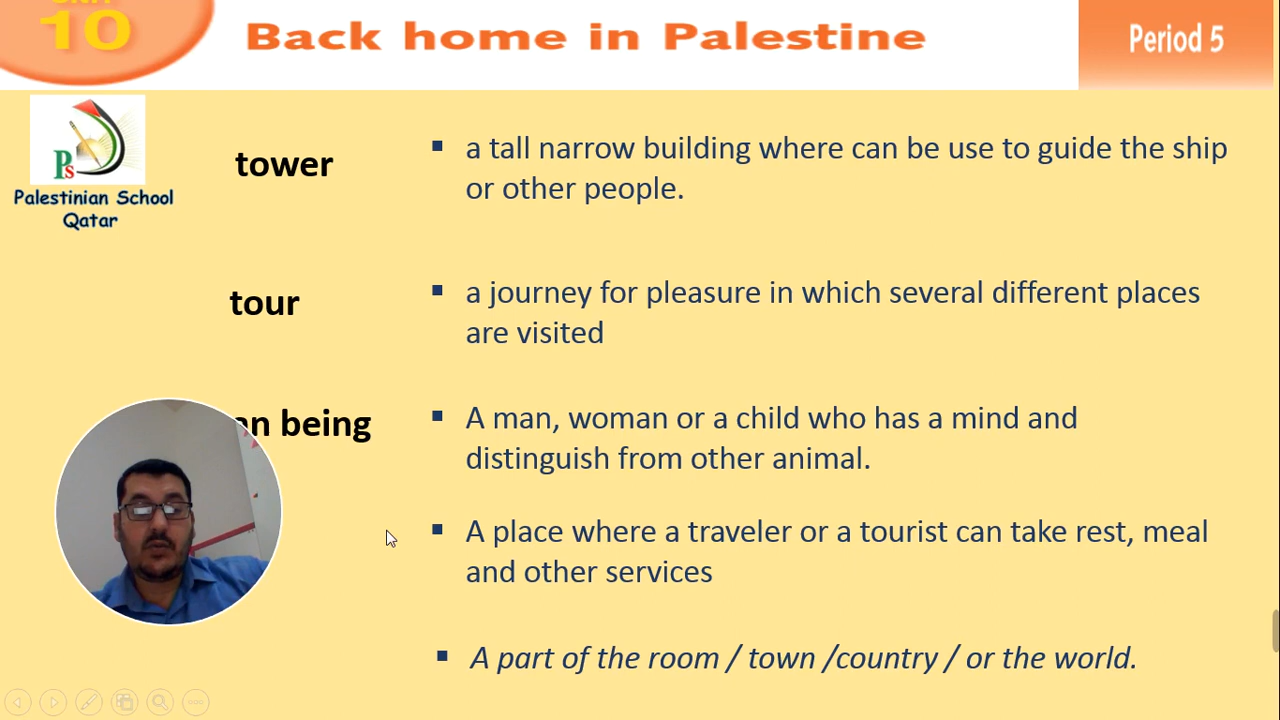 10
Back home in Palestine
Period 5
Ps
Palestinian School
Qatar
tower
▪ a tall narrow building where can be use to guide the ship
or other people.
tour
▪ a journey for pleasure in which several different places
are visited
being
▪ A man, woman or a child who has a mind and
distinguish from other animal.
▪ A place where a traveler or a tourist can take rest, meal
and other services
▪ A part of the room / town /country / or the world.